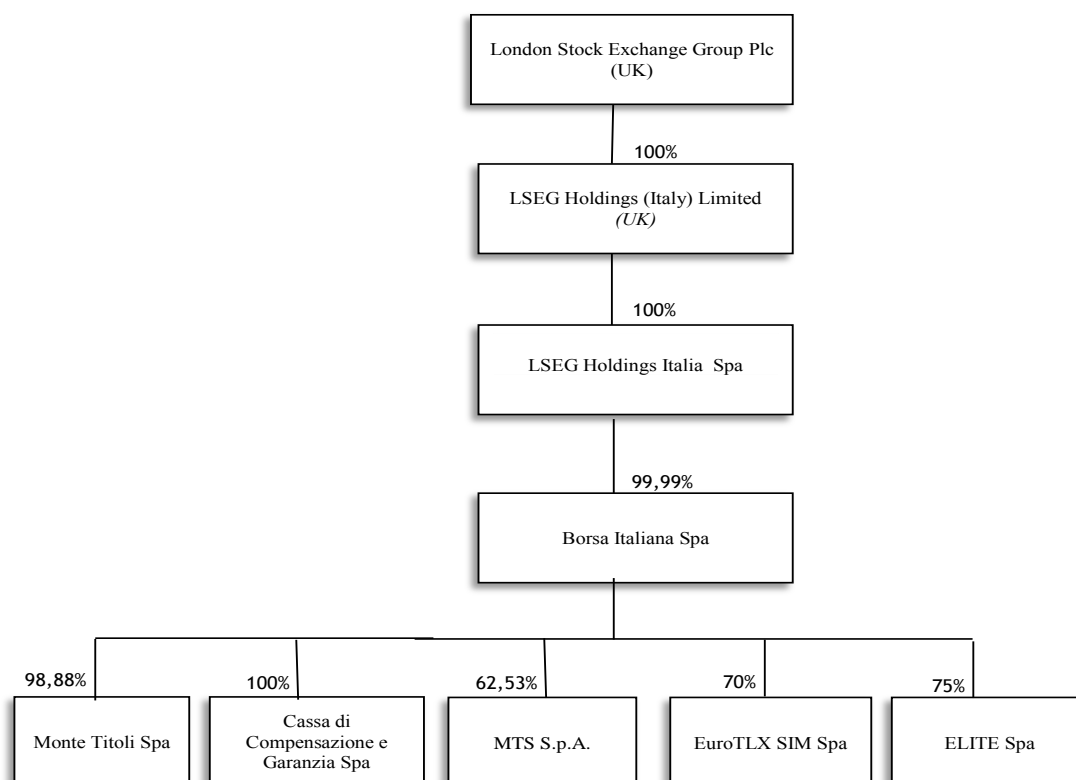 London Stock Exchange Group Plc
(UK)
100%
LSEG Holdings (Italy) Limited
(UK)
100%
LSEG Holdings Italia Spa
99,99%
Borsa Italiana Spa
98,88%
100%
62,53%
70%
75%
Monte Titoli Spa
Cassa di
Compensazione e
Garanzia Spa
MTS S.p.A.
EuroTLX SIM Spa
ELITE Spa